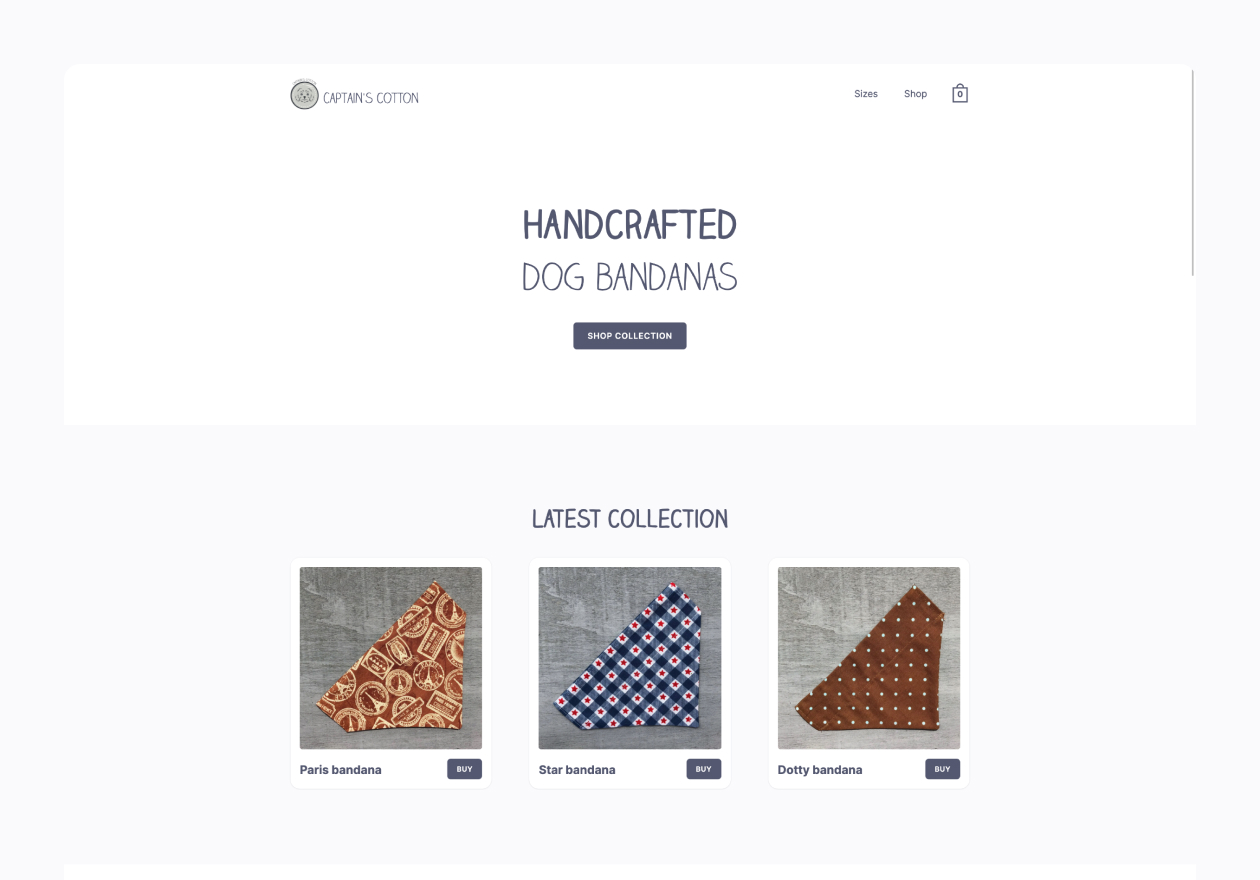 CAPTAIN'S COTTON
Sizes
Shop
0
HANDCRAFTED
DOG BANDANAS
SHOP COLLECTION
LATEST COLLECTION
Paris bandana
BUY
Star bandana
BUY
Dotty bandana
BUY